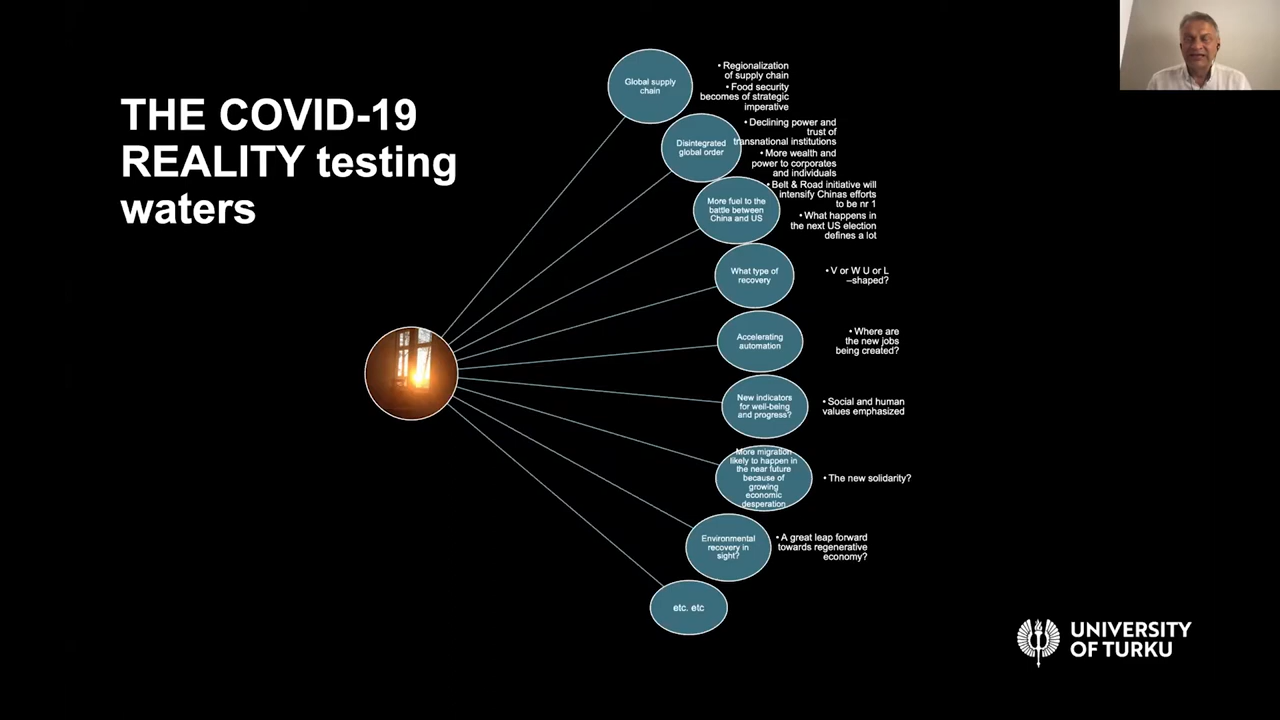 THE COVID-19
REALITY testing
waters
Global supply
chain
• Regionalization
of supply chain
• Food security
becomes of strategic
imperative
Disintegrated
global order
• Declining power and
trust of
transnational institutions
• More wealth and
power to corporates
and individuals
More fuel to the
battle between
China and US
• Belt & Road initiative will
intensify Chinas efforts
to be nr 1
• What happens in
the next US election
defines a lot
What type of
recovery
• V or W U or L
–shaped?
Accelerating
automation
• Where are
the new jobs
being created?
New indicators
for well-being
and progress?
• Social and human
values emphasized
More migration
likely to happen in
the near future
because of
growing
economic
desperation
• The new solidarity?
Environmental
recovery in
sight?
• A great leap forward
towards regenerative
economy?
etc. etc
UNIVERSITY
OF TURKU